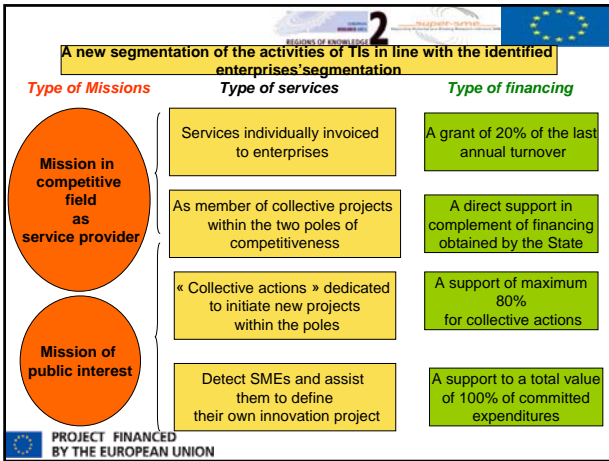 EUROPEAN
RESEARCH AREA
REGIONS OF KNOWLEDGE 2
super-sme
A new segmentation of the activities of TIs in line with the identified
enterprises'segmentation
Type of Missions
Type of services
Type of financing
Mission in
competitive
field
as
service provider
Services individually invoiced
to enterprises
A grant of 20% of the last
annual turnover
As member of collective projects
within the two poles of
competitiveness
A direct support in
complement of financing
obtained by the State
Mission of
public interest
« Collective actions » dedicated
to initiate new projects
within the poles
A support of maximum
80%
for collective actions
Detect SMEs and assist
them to define
their own innovation project
A support to a total value
of 100% of committed
expenditures
PROJECT FINANCED
BY THE EUROPEAN UNION